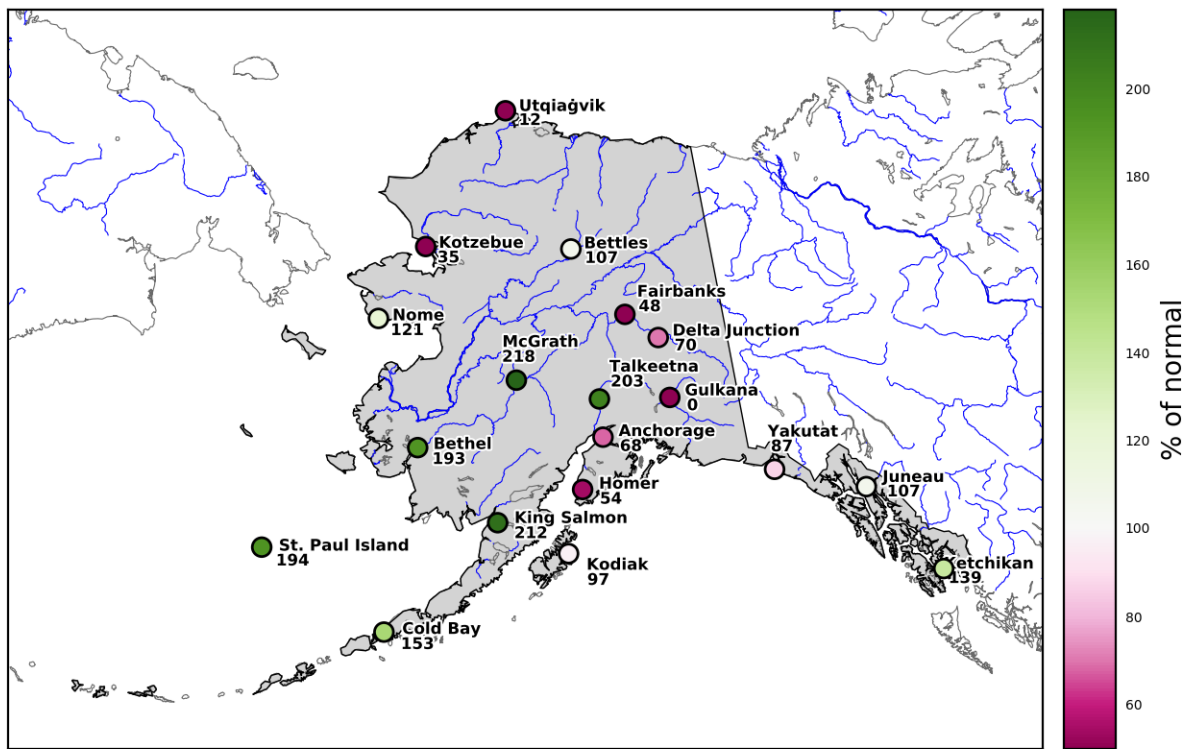 Utqiaġvik
12
Kotzebue
35
Bettles
107
Nome
121
Fairbanks
48
Delta Junction
70
McGrath
218
Talkeetna
203
Gulkana
0
Anchorage
68
Bethel
193
Yakutat
87
Homer
54
Juneau
107
King Salmon
212
St. Paul Island
194
Kodiak
97
Ketchikan
139
Cold Bay
153
200
180
160
140
120
100
80
60
% of normal